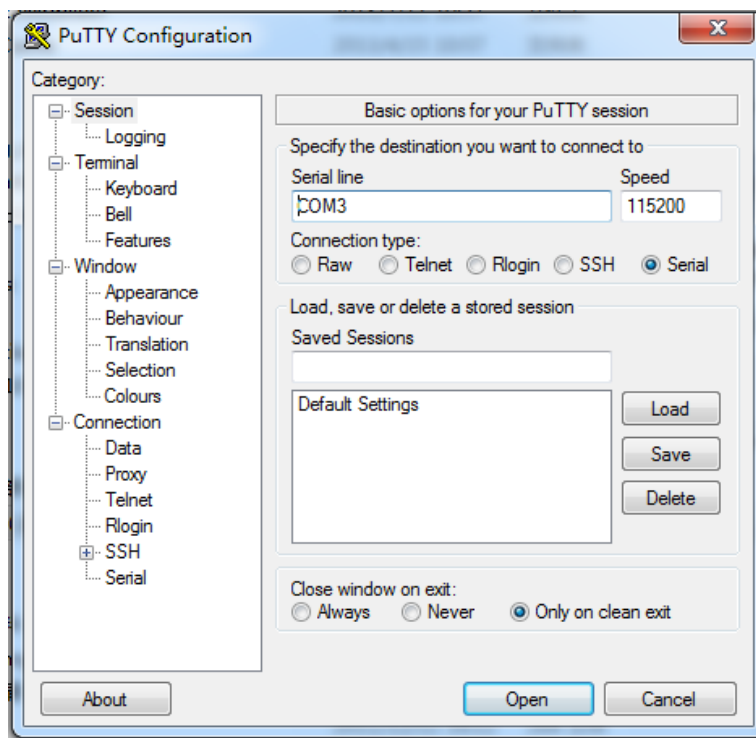 PuTTY Configuration
Category:
Session
Logging
Terminal
Keyboard
Bell
Features
Window
Appearance
Behaviour
Translation
Selection
Colours
Connection
Data
Proxy
Telnet
Rlogin
SSH
Serial
Basic options for your PuTTY session
Specify the destination you want to connect to
Serial line Speed
COM3 115200
Connection type:
Raw Telnet Rlogin SSH Serial
Load, save or delete a stored session
Saved Sessions
Default Settings
Load
Save
Delete
Close window on exit:
Always Never Only on clean exit
About Open Cancel